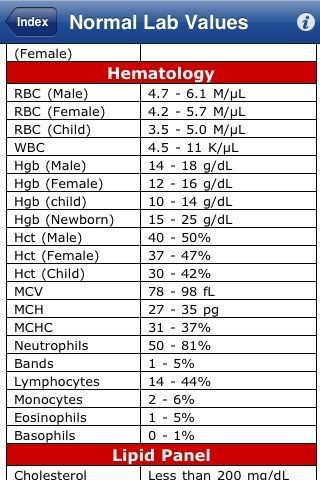 Index Normal Lab Values i
(Female)
Hematology
RBC (Male) 4.7 - 6.1 M/µL
RBC (Female) 4.2 - 5.7 M/µL
RBC (Child) 3.5 - 5.0 M/µL
WBC 4.5 - 11 K/µL
Hgb (Male) 14 - 18 g/dL
Hgb (Female) 12 - 16 g/dL
Hgb (child) 10 - 14 g/dL
Hgb (Newborn) 15 - 25 g/dL
Hct (Male) 40 - 50%
Hct (Female) 37 - 47%
Hct (Child) 30 - 42%
MCV 78 - 98 fL
MCH 27 - 35 pg
MCHC 31 - 37%
Neutrophils 50 - 81%
Bands 1 - 5%
Lymphocytes 14 - 44%
Monocytes 2 - 6%
Eosinophils 1 - 5%
Basophils 0 - 1%
Lipid Panel
Cholesterol Less than 200 mg/dL